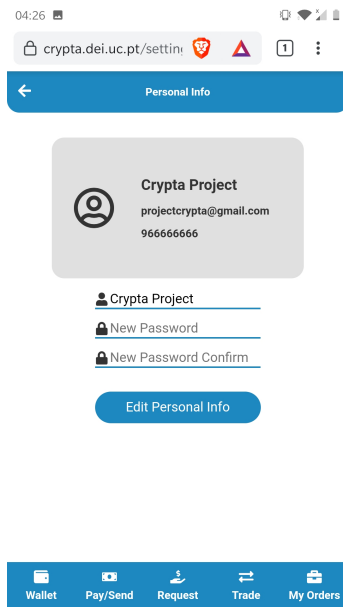 04:26
crypta.dei.uc.pt/setting
1
Personal Info
Crypta Project
projectcrypta@gmail.com
966666666
Crypta Project
New Password
New Password Confirm
Edit Personal Info
Wallet Pay/Send Request Trade My Orders